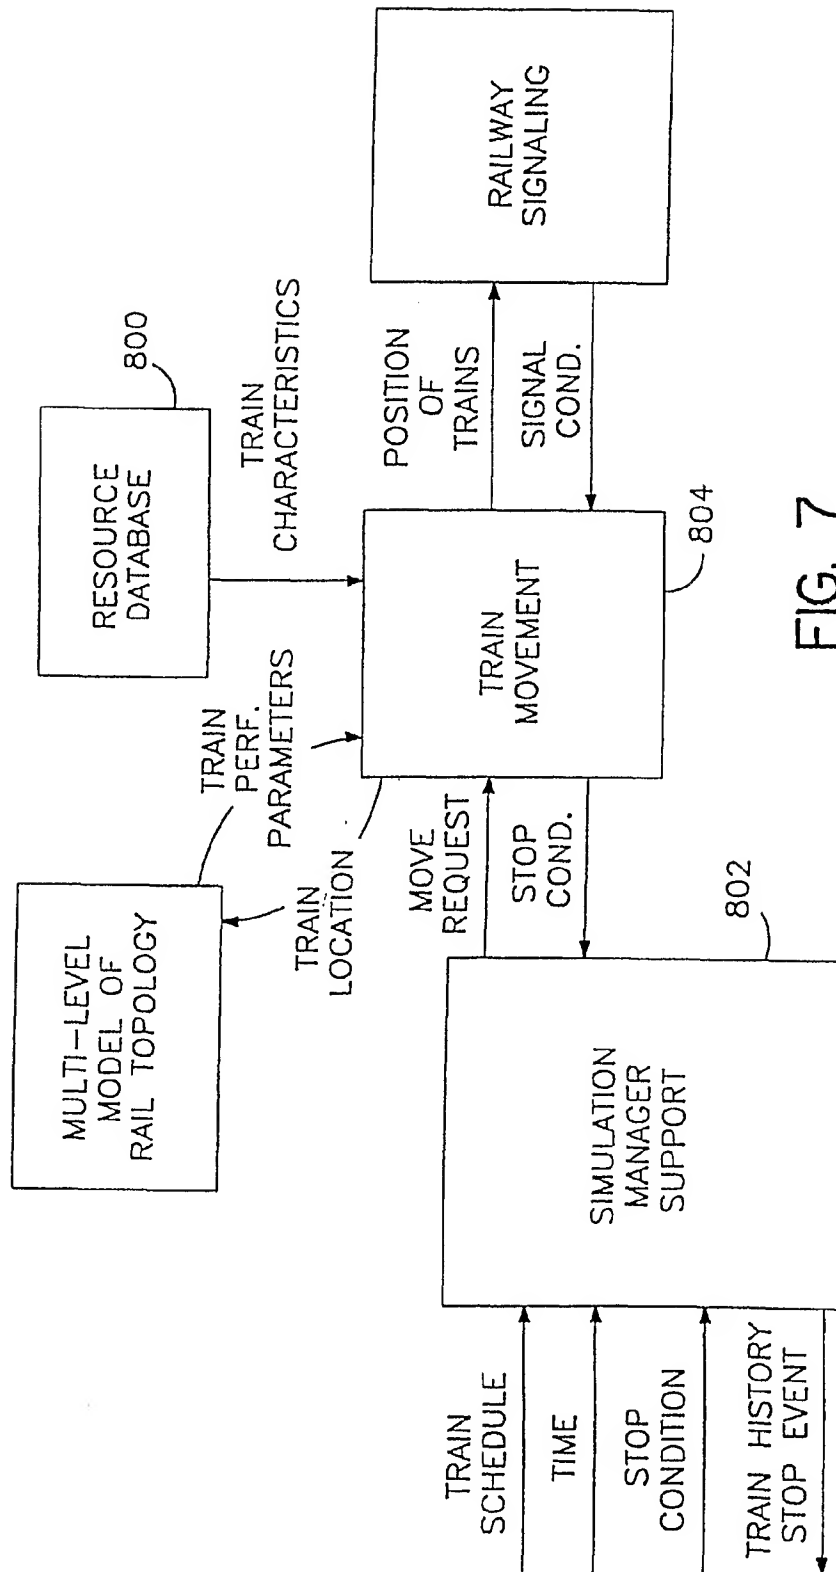 MULTI-LEVEL
MODEL OF
RAIL TOPOLOGY
RESOURCE
DATABASE
800
TRAIN
PERF.
PARAMETERS
TRAIN
CHARACTERISTICS
TRAIN
LOCATION
TRAIN
SCHEDULE
TIME
STOP
CONDITION
TRAIN HISTORY
STOP EVENT
SIMULATION
MANAGER
SUPPORT
802
MOVE
REQUEST
STOP
COND.
TRAIN
MOVEMENT
804
POSITION
OF
TRAINS
SIGNAL
COND.
RAILWAY
SIGNALING
FIG. 7